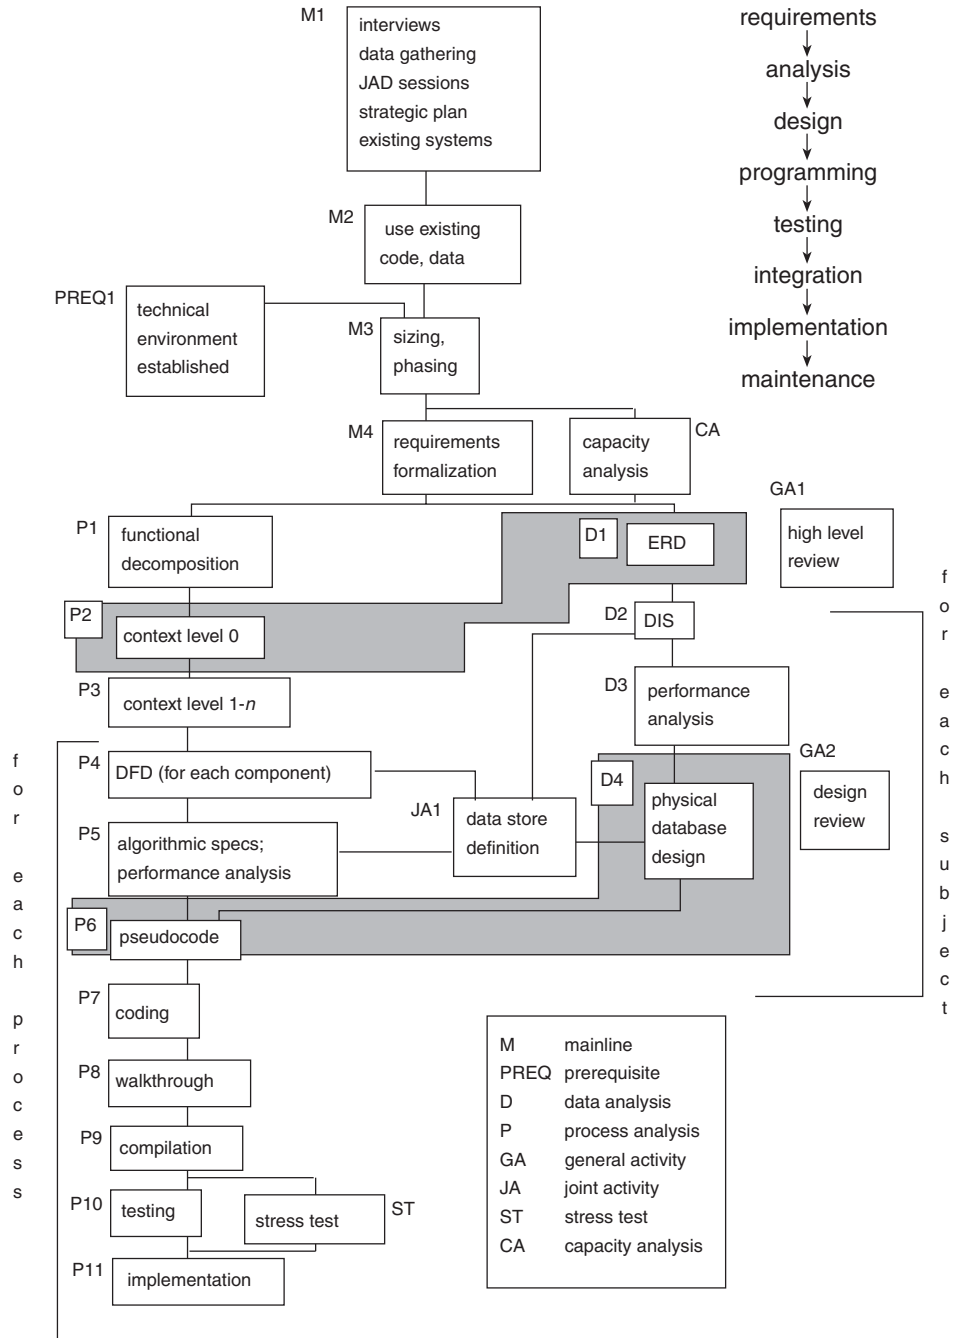 M1
interviews
data gathering
JAD sessions
strategic plan
existing systems
requirements
analysis
design
programming
testing
integration
implementation
maintenance
M2
use existing
code, data
PREQ1
technical
environment
established
M3
sizing,
phasing
M4
requirements
formalization
capacity
analysis
CA
P1
functional
decomposition
D1
ERD
GA1
high level
review
P2
context level 0
D2
DIS
P3
context level 1-n
D3
performance
analysis
P4
DFD (for each component)
JA1
data store
definition
D4
physical
database
design
GA2
design
review
P5
algorithmic specs;
performance analysis
P6
pseudocode
P7
coding
P8
walkthrough
P9
compilation
P10
testing
stress test
ST
P11
implementation
for each process
for each subject
M mainline
PREQ prerequisite
D data analysis
P process analysis
GA general activity
JA joint activity
ST stress test
CA capacity analysis